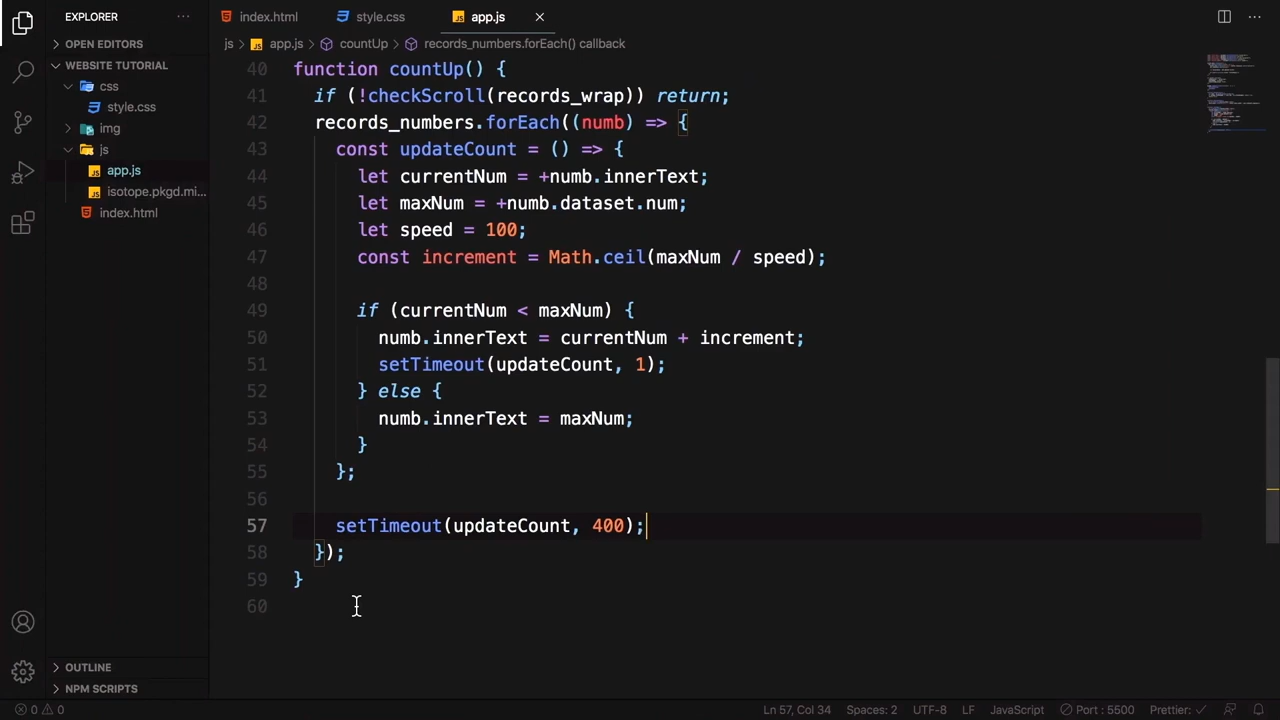 EXPLORER
index.html
style.css
app.js
OPEN EDITORS
js > app.js > countUp > records_numbers.forEach() callback
WEBSITE TUTORIAL
css
style.css
img
js
app.js
isotope.pkgd.mi...
index.html
40 function countUp() {
41 if (!checkScroll(records_wrap)) return;
42 records_numbers.forEach((numb) => {
43 const updateCount = () => {
44 let currentNum = +numb.innerText;
45 let maxNum = +numb.dataset.num;
46 let speed = 100;
47 const increment = Math.ceil(maxNum / speed);
48
49 if (currentNum < maxNum) {
50 numb.innerText = currentNum + increment;
51 setTimeout(updateCount, 1);
52 } else {
53 numb.innerText = maxNum;
54 }
55 };
56
57 setTimeout(updateCount, 400);
58 });
59 }
60
OUTLINE
NPM SCRIPTS
0 0 Ln 57, Col 34 Spaces: 2 UTF-8 LF JavaScript Port : 5500 Prettier: ✓